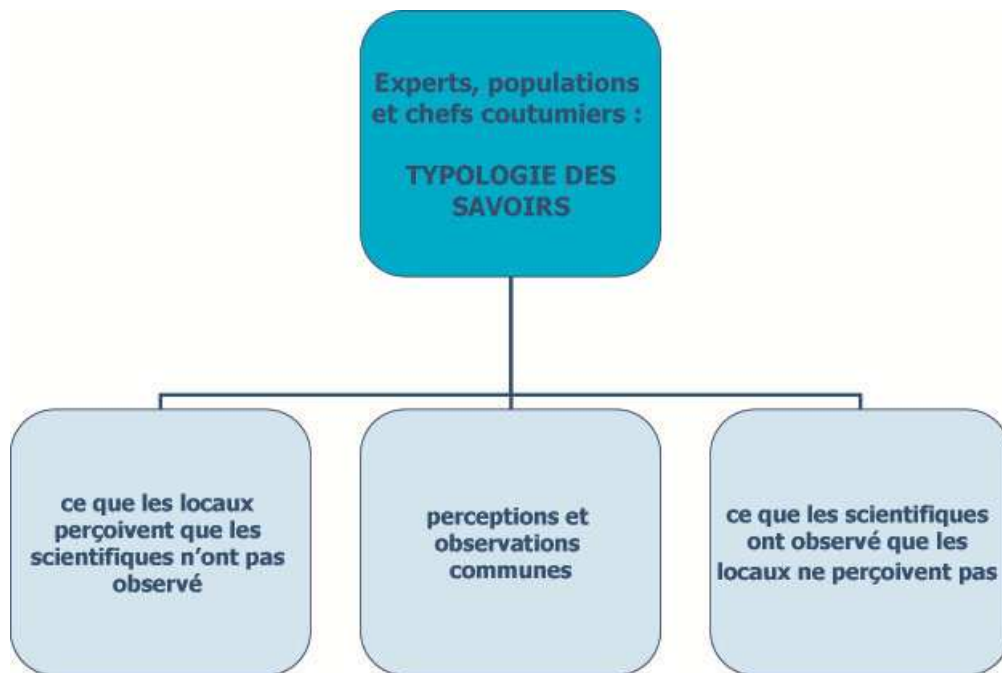 Experts, populations
et chefs coutumiers :
TYPOLOGIE DES
SAVOIRS
ce que les locaux
perçoivent que les
scientifiques n'ont pas
observé
perceptions et
observations
communes
ce que les scientifiques
ont observé que les
locaux ne perçoivent pas